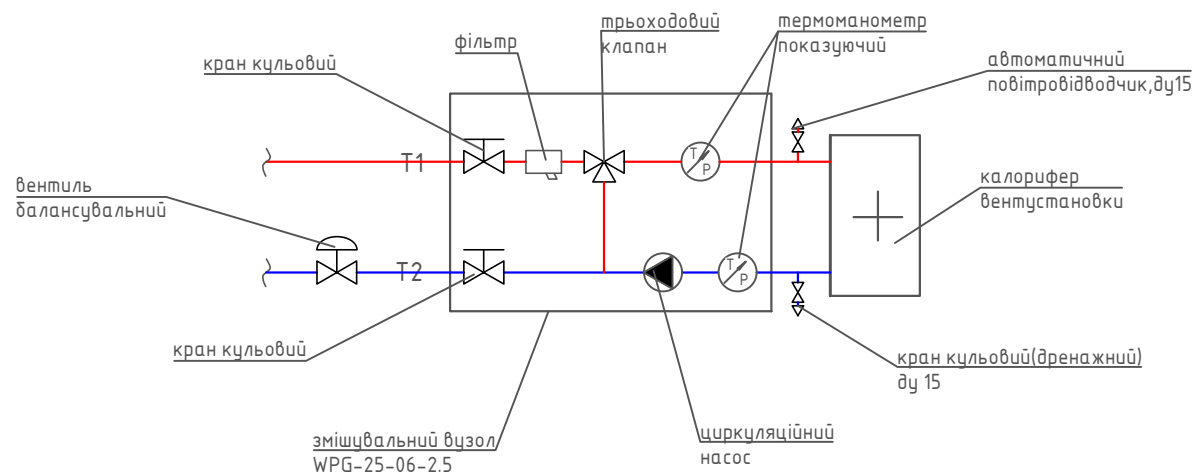 трьоходовий
клапан
термоманометр
показуючий
фільтр
кран кульовий
автоматичний
повітровідводчик,ду15
T1
T
P
вентиль
балансувальний
калорифер
вентустановки
T2
T
P
кран кульовий
кран кульовий(дренажний)
ду 15
змішувальний вузол
WPG-25-06-2.5
циркуляційний
насос